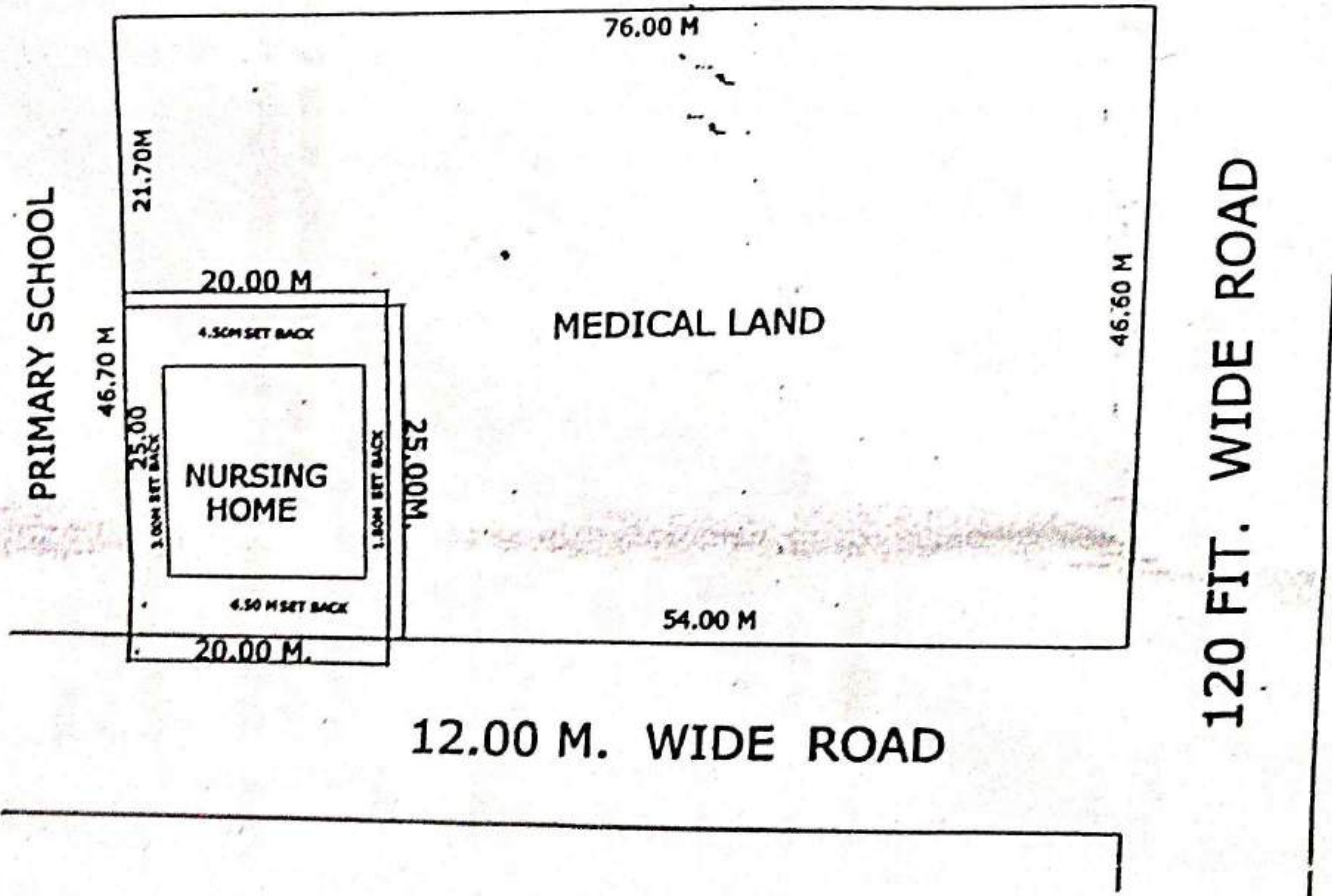 76.00 M
21.70M
PRIMARY SCHOOL
46.70 M
20.00 M
4.50M SET BACK
MEDICAL LAND
46.60 M
120 FIT. WIDE ROAD
25.00
3.00M SET BACK
NURSING
HOME
1.80M SET BACK
25.00M.
4.50 M SET BACK
20.00 M.
54.00 M
12.00 M. WIDE ROAD